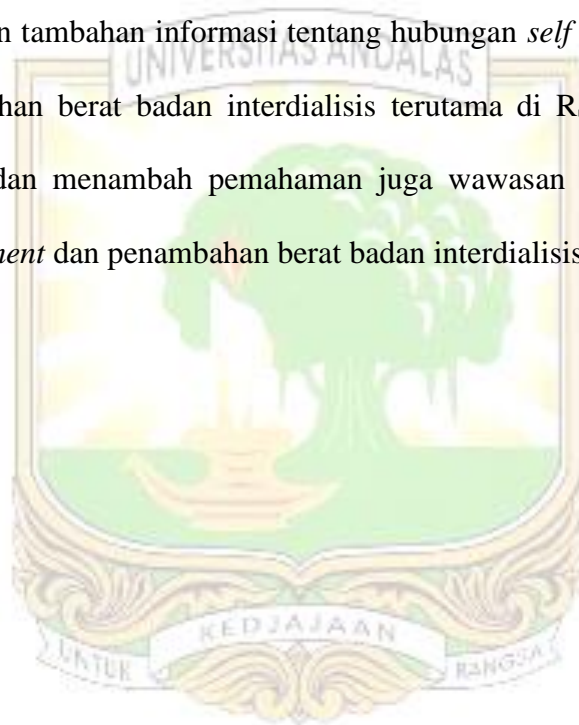 n tambahan informasi tentang hubungan self
UNIVERSITAS ANDALAS
han berat badan interdialisis terutama di RS
dan menambah pemahaman juga wawasan
ment dan penambahan berat badan interdialisis
KEDJAJAAN
UNTUK BANGSA